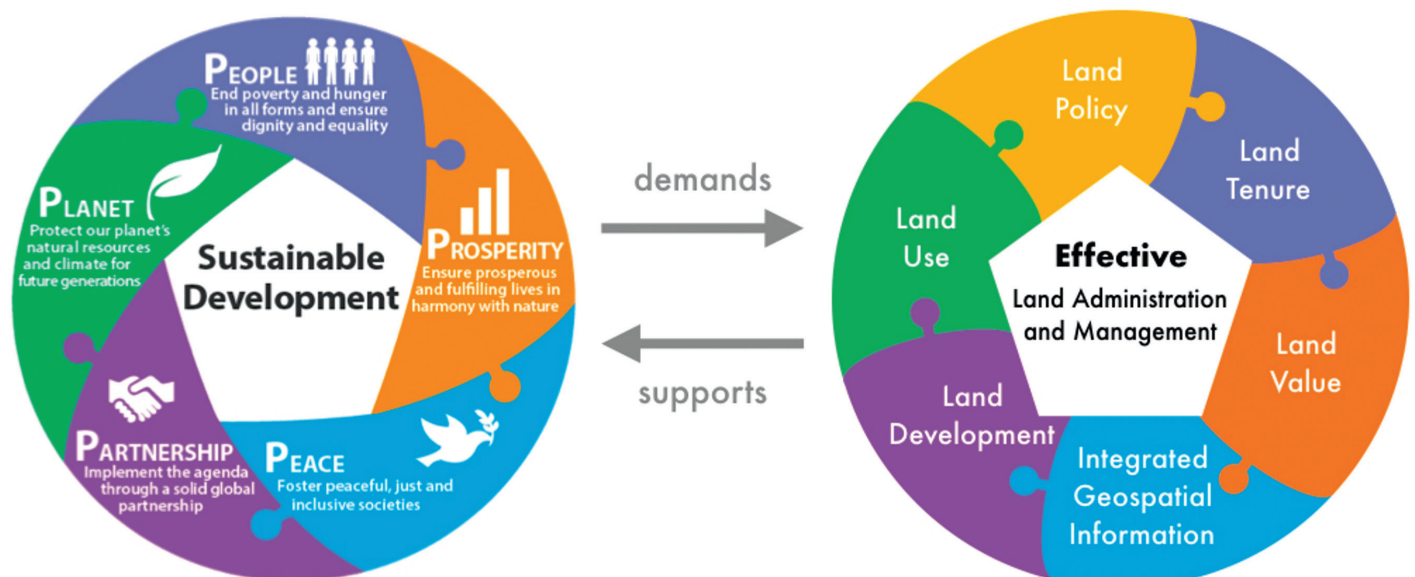 PEOPLE
End poverty and hunger
in all forms and ensure
dignity and equality
PLANET
Protect our planet’s
natural resources
and climate for
future generations
Sustainable
Development
PROSPERITY
Ensure prosperous
and fulfilling lives in
harmony with nature
PARTNERSHIP
Implement the agenda
through a solid global
partnership
PEACE
Foster peaceful, just and
inclusive societies
demands
supports
Land
Policy
Land
Tenure
Land
Use
Effective
Land Administration
and Management
Land
Value
Land
Development
Integrated
Geospatial
Information